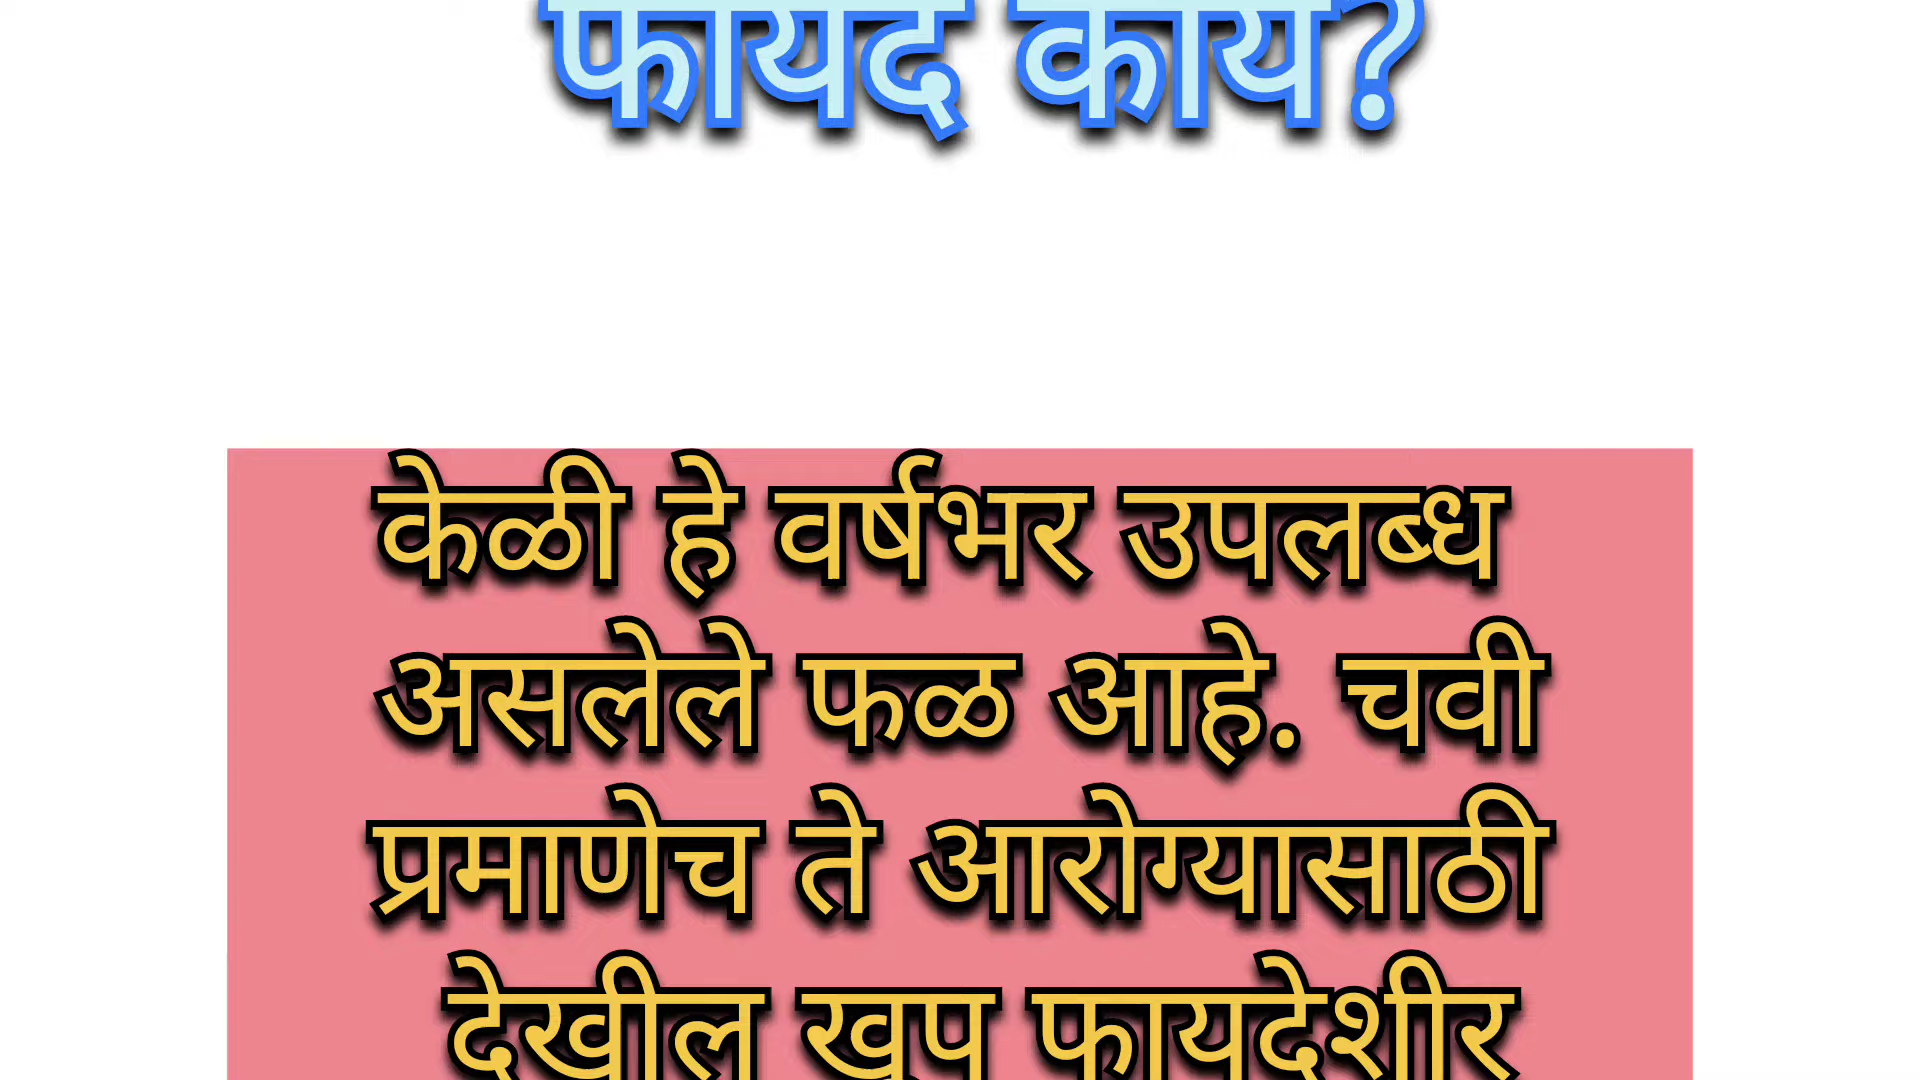 फायदे काय?
केळी हे वर्षभर उपलब्ध
असलेले फळ आहे. चवी
प्रमाणेच ते आरोग्यासाठी
देखील खूप फायदेशीर